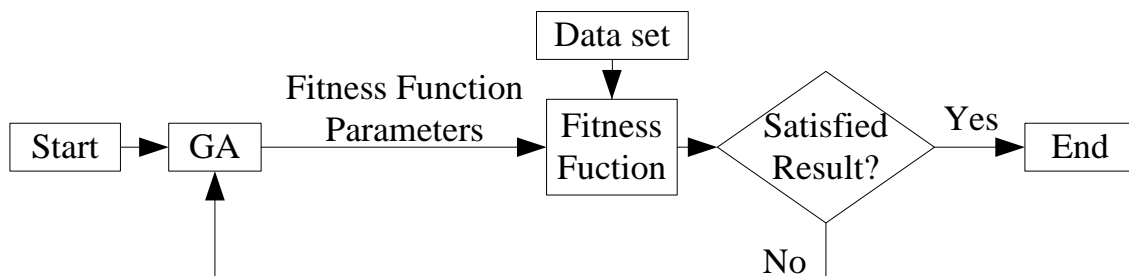 Data set
Fitness Function
Parameters
Start
GA
Fitness
Fuction
Satisfied
Result?
Yes
End
No